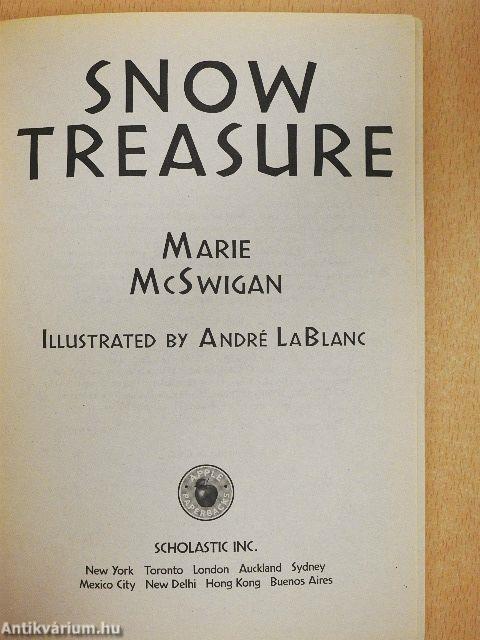 SNOW
TREASURE
MARIE
MCSWIGAN
ILLUSTRATED BY ANDRÉ LABLANC
APPLE
PAPERBACKS
SCHOLASTIC INC.
New York Toronto London Auckland Sydney
Mexico City New Delhi Hong Kong Buenos Aires
Antikvárium.hu